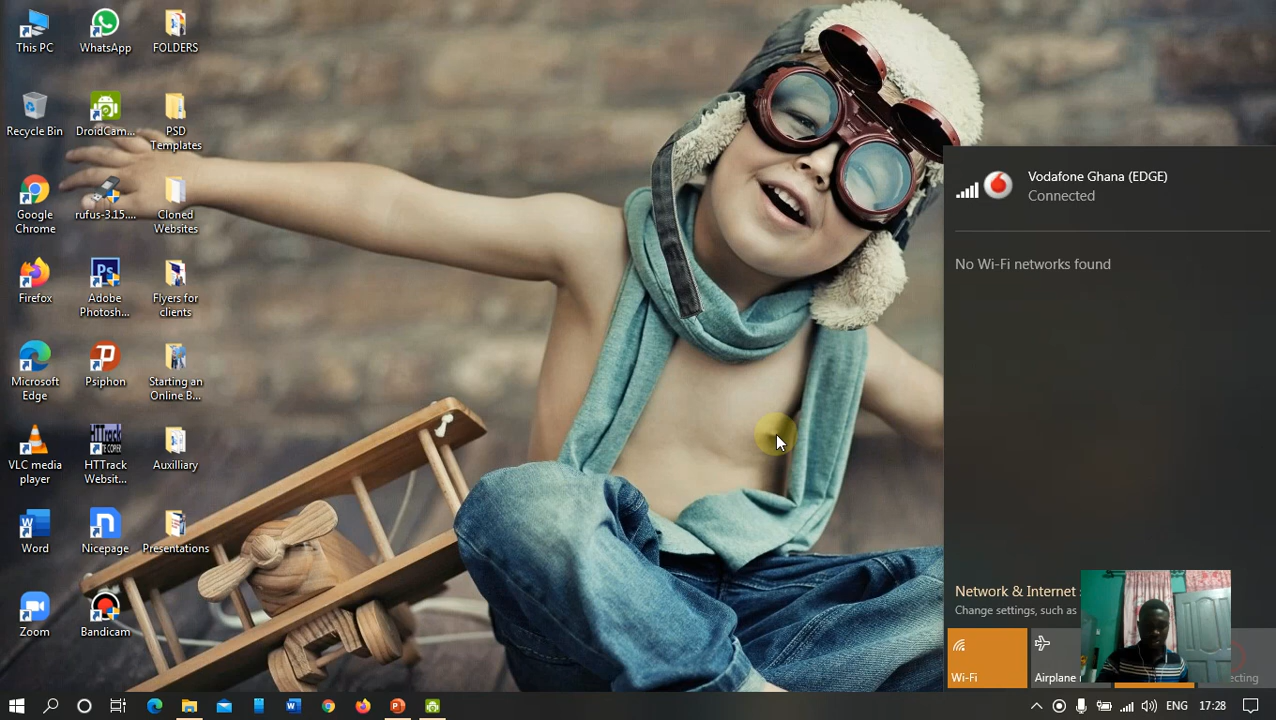 This PC
WhatsApp
FOLDERS
Recycle Bin
DroidCam...
PSD
Templates
Google
Chrome
rufus-3.15....
Cloned
Websites
Firefox
Adobe
Photosh...
Flyers for
clients
Microsoft
Edge
Psiphon
Starting an
Online B...
VLC media
player
HTTrack
Websit...
Auxilliary
Word
Nicepage
Presentations
Zoom
Bandicam
Vodafone Ghana (EDGE)
Connected
No Wi-Fi networks found
Network & Internet
Change settings, such as
Wi-Fi
Airplane
ENG
17:28